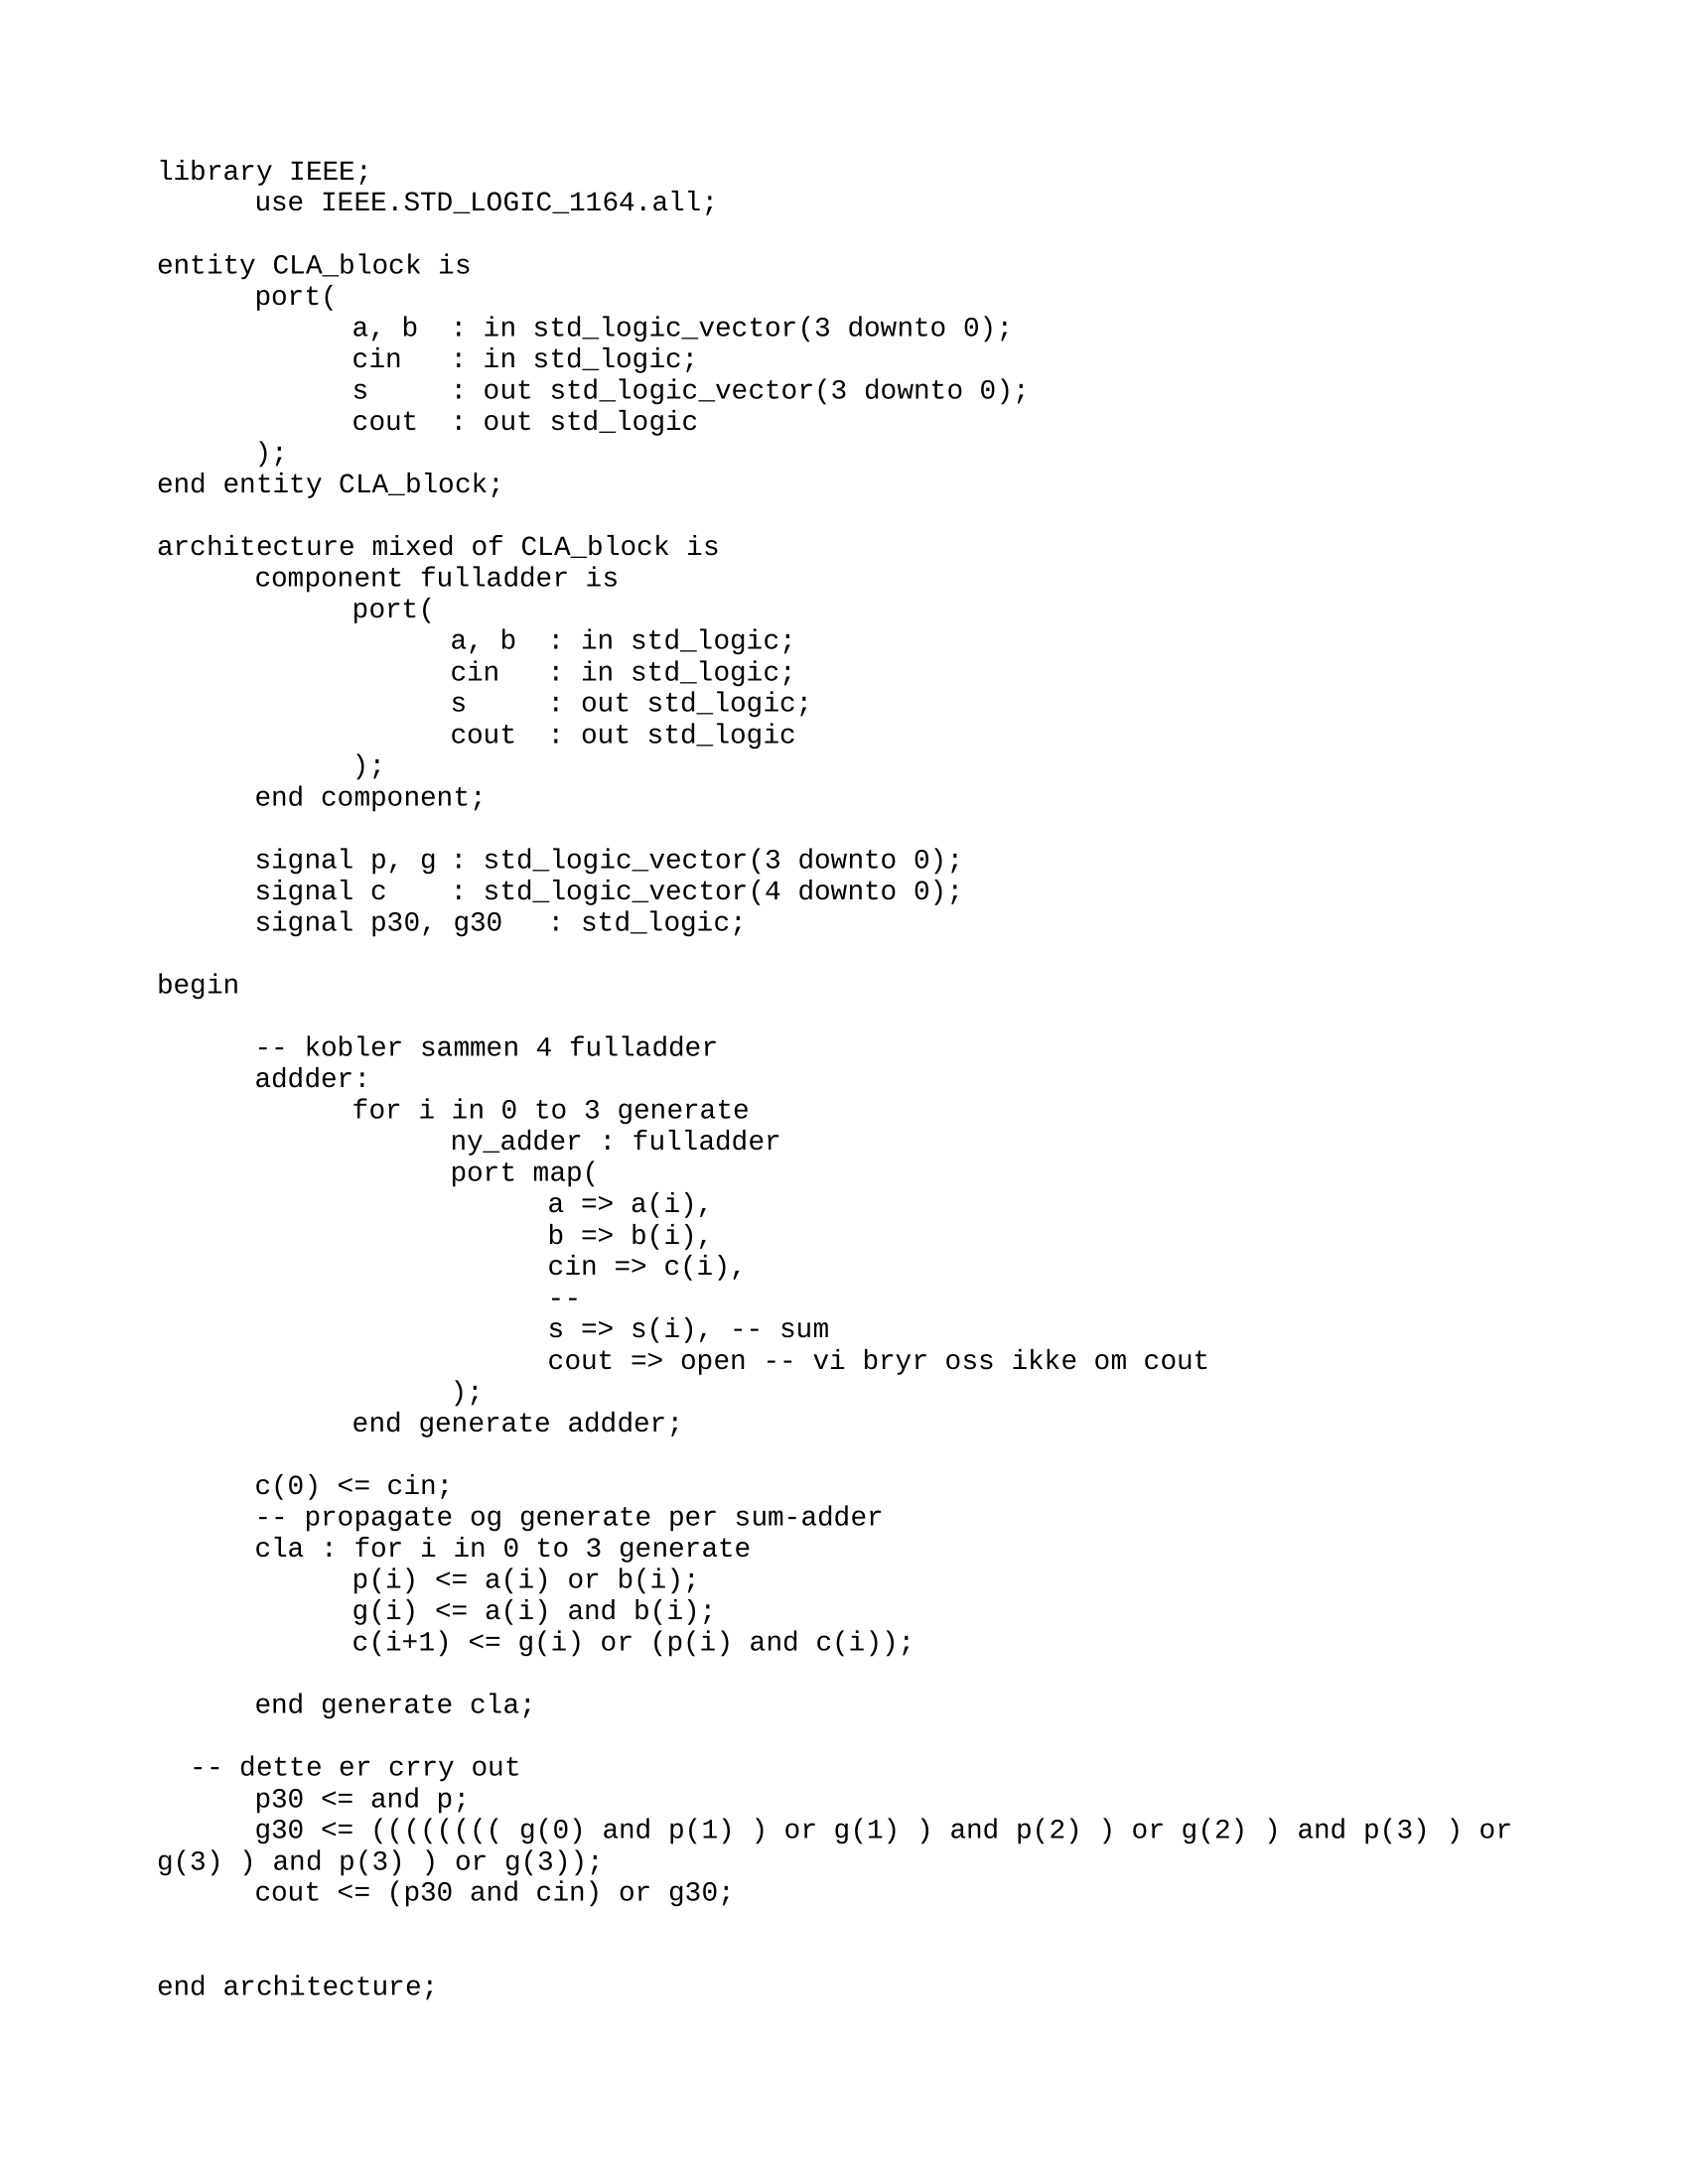 library IEEE;
use IEEE.STD_LOGIC_1164.all;
entity CLA_block is
port(
a, b  : in std_logic_vector(3 downto 0);
cin   : in std_logic;
s     : out std_logic_vector(3 downto 0);
cout  : out std_logic
);
end entity CLA_block;
architecture mixed of CLA_block is
component fulladder is
port(
a, b  : in std_logic;
cin   : in std_logic;
s     : out std_logic;
cout  : out std_logic
);
end component;
signal p, g : std_logic_vector(3 downto 0);
signal c    : std_logic_vector(4 downto 0);
signal p30, g30   : std_logic;
begin
-- kobler sammen 4 fulladder
addder:
for i in 0 to 3 generate
ny_adder : fulladder
port map(
a => a(i),
b => b(i),
cin => c(i),
--
s => s(i), -- sum
cout => open -- vi bryr oss ikke om cout
);
end generate addder;
c(0) <= cin;
-- propagate og generate per sum-adder
cla : for i in 0 to 3 generate
p(i) <= a(i) or b(i);
g(i) <= a(i) and b(i);
c(i+1) <= g(i) or (p(i) and c(i));
end generate cla;
-- dette er crry out
p30 <= and p;
g30 <= (((((((( g(0) and p(1) ) or g(1) ) and p(2) ) or g(2) ) and p(3) ) or
g(3) ) and p(3) ) or g(3));
cout <= (p30 and cin) or g30;
end architecture;